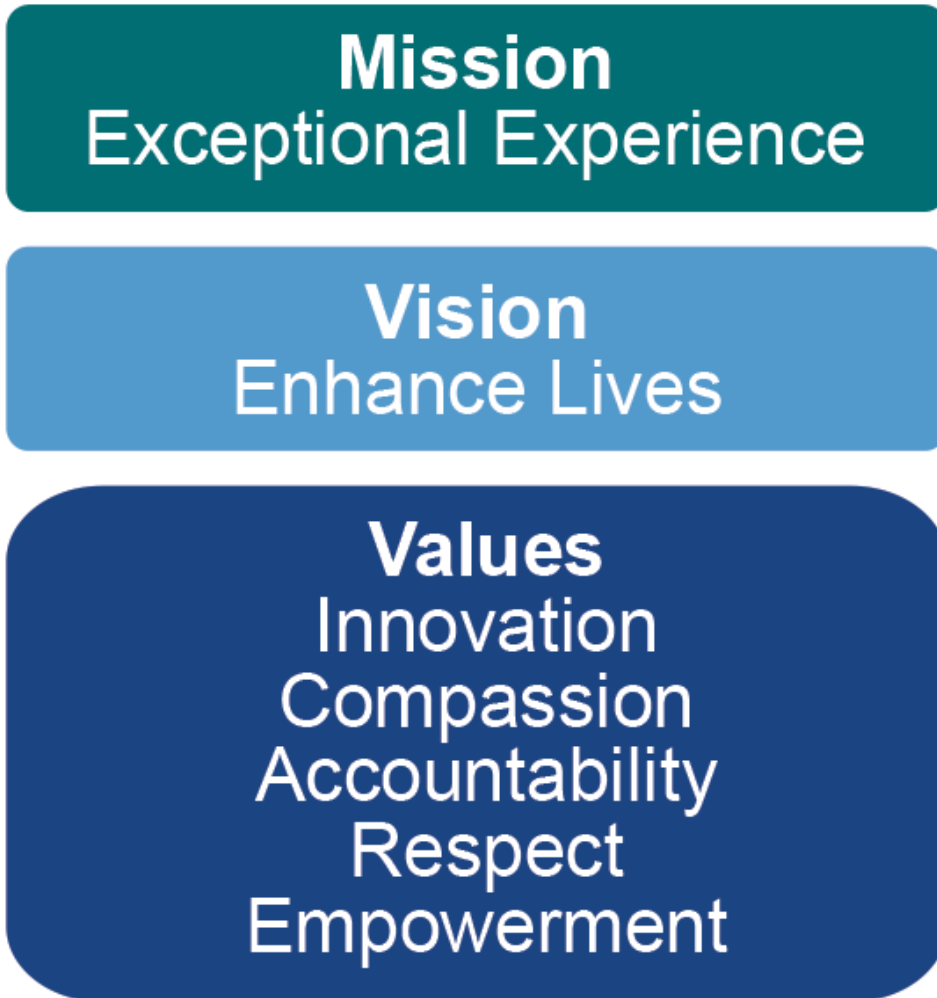 Mission
Exceptional Experience
Vision
Enhance Lives
Values
Innovation
Compassion
Accountability
Respect
Empowerment